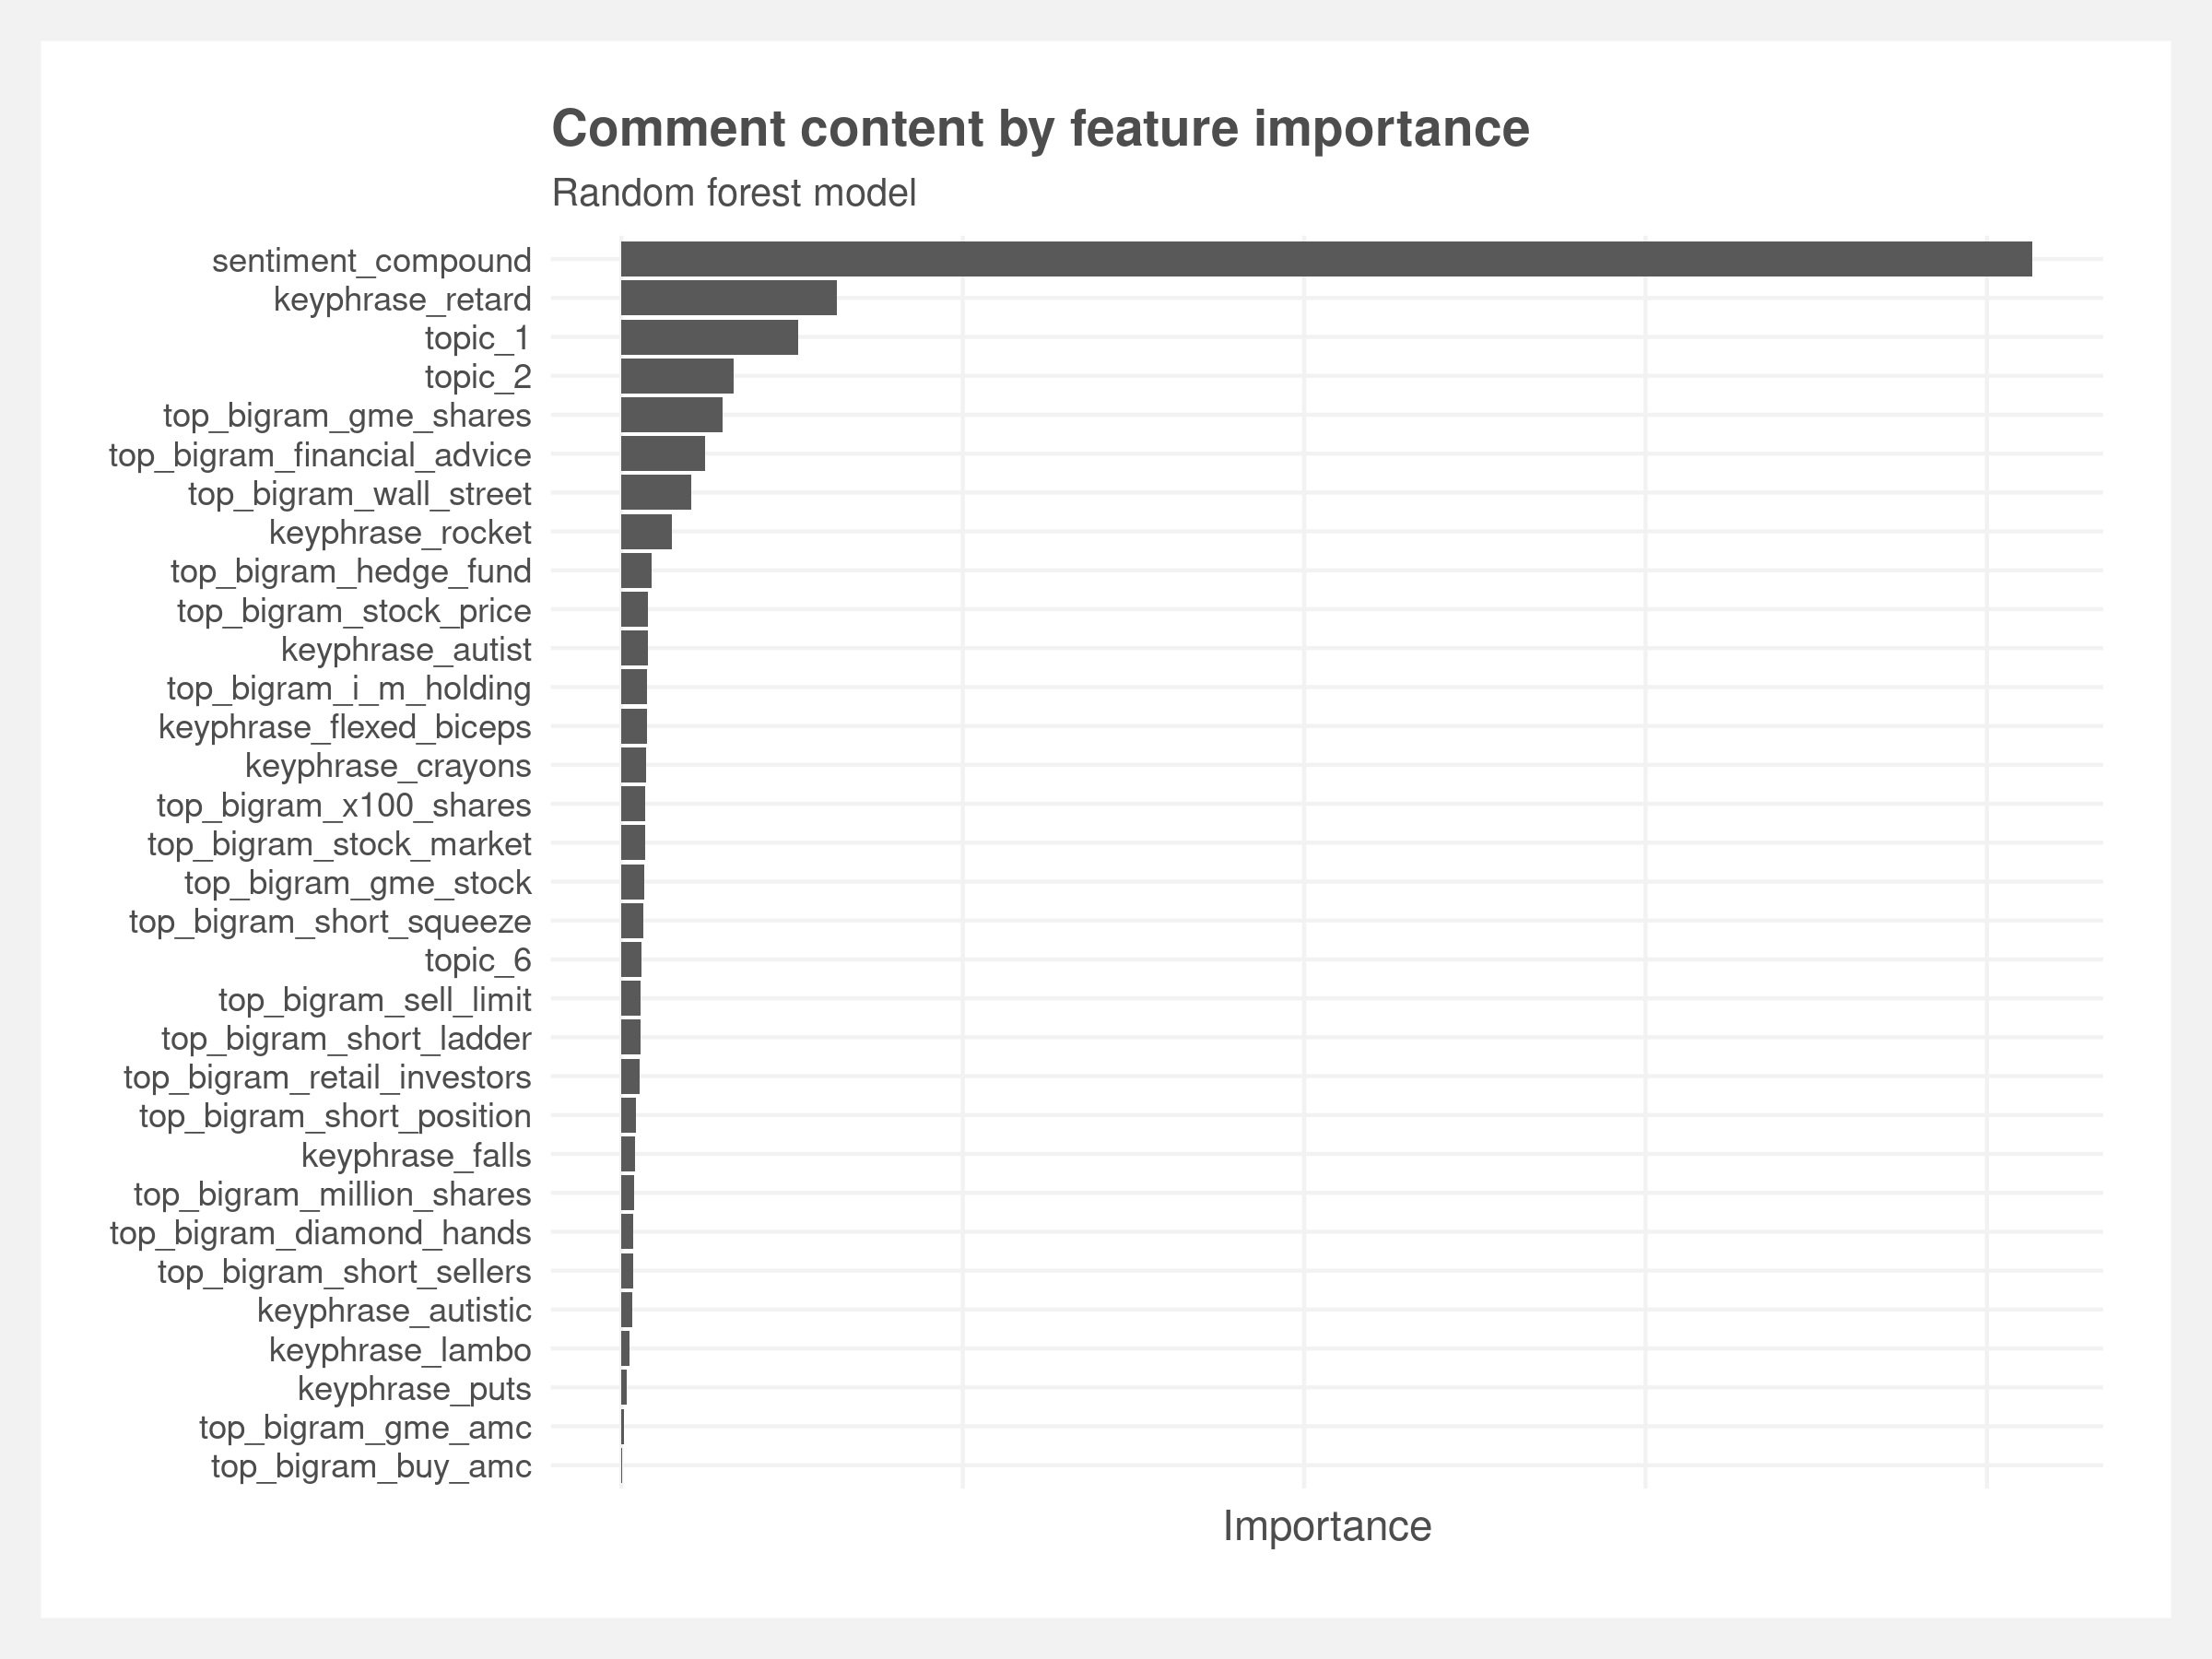 Comment content by feature importance
Random forest model
sentiment_compound
keyphrase_retard
topic_1
topic_2
top_bigram_gme_shares
top_bigram_financial_advice
top_bigram_wall_street
keyphrase_rocket
top_bigram_hedge_fund
top_bigram_stock_price
keyphrase_autist
top_bigram_i_m_holding
keyphrase_flexed_biceps
keyphrase_crayons
top_bigram_x100_shares
top_bigram_stock_market
top_bigram_gme_stock
top_bigram_short_squeeze
topic_6
top_bigram_sell_limit
top_bigram_short_ladder
top_bigram_retail_investors
top_bigram_short_position
keyphrase_falls
top_bigram_million_shares
top_bigram_diamond_hands
top_bigram_short_sellers
keyphrase_autistic
keyphrase_lambo
keyphrase_puts
top_bigram_gme_amc
top_bigram_buy_amc
Importance